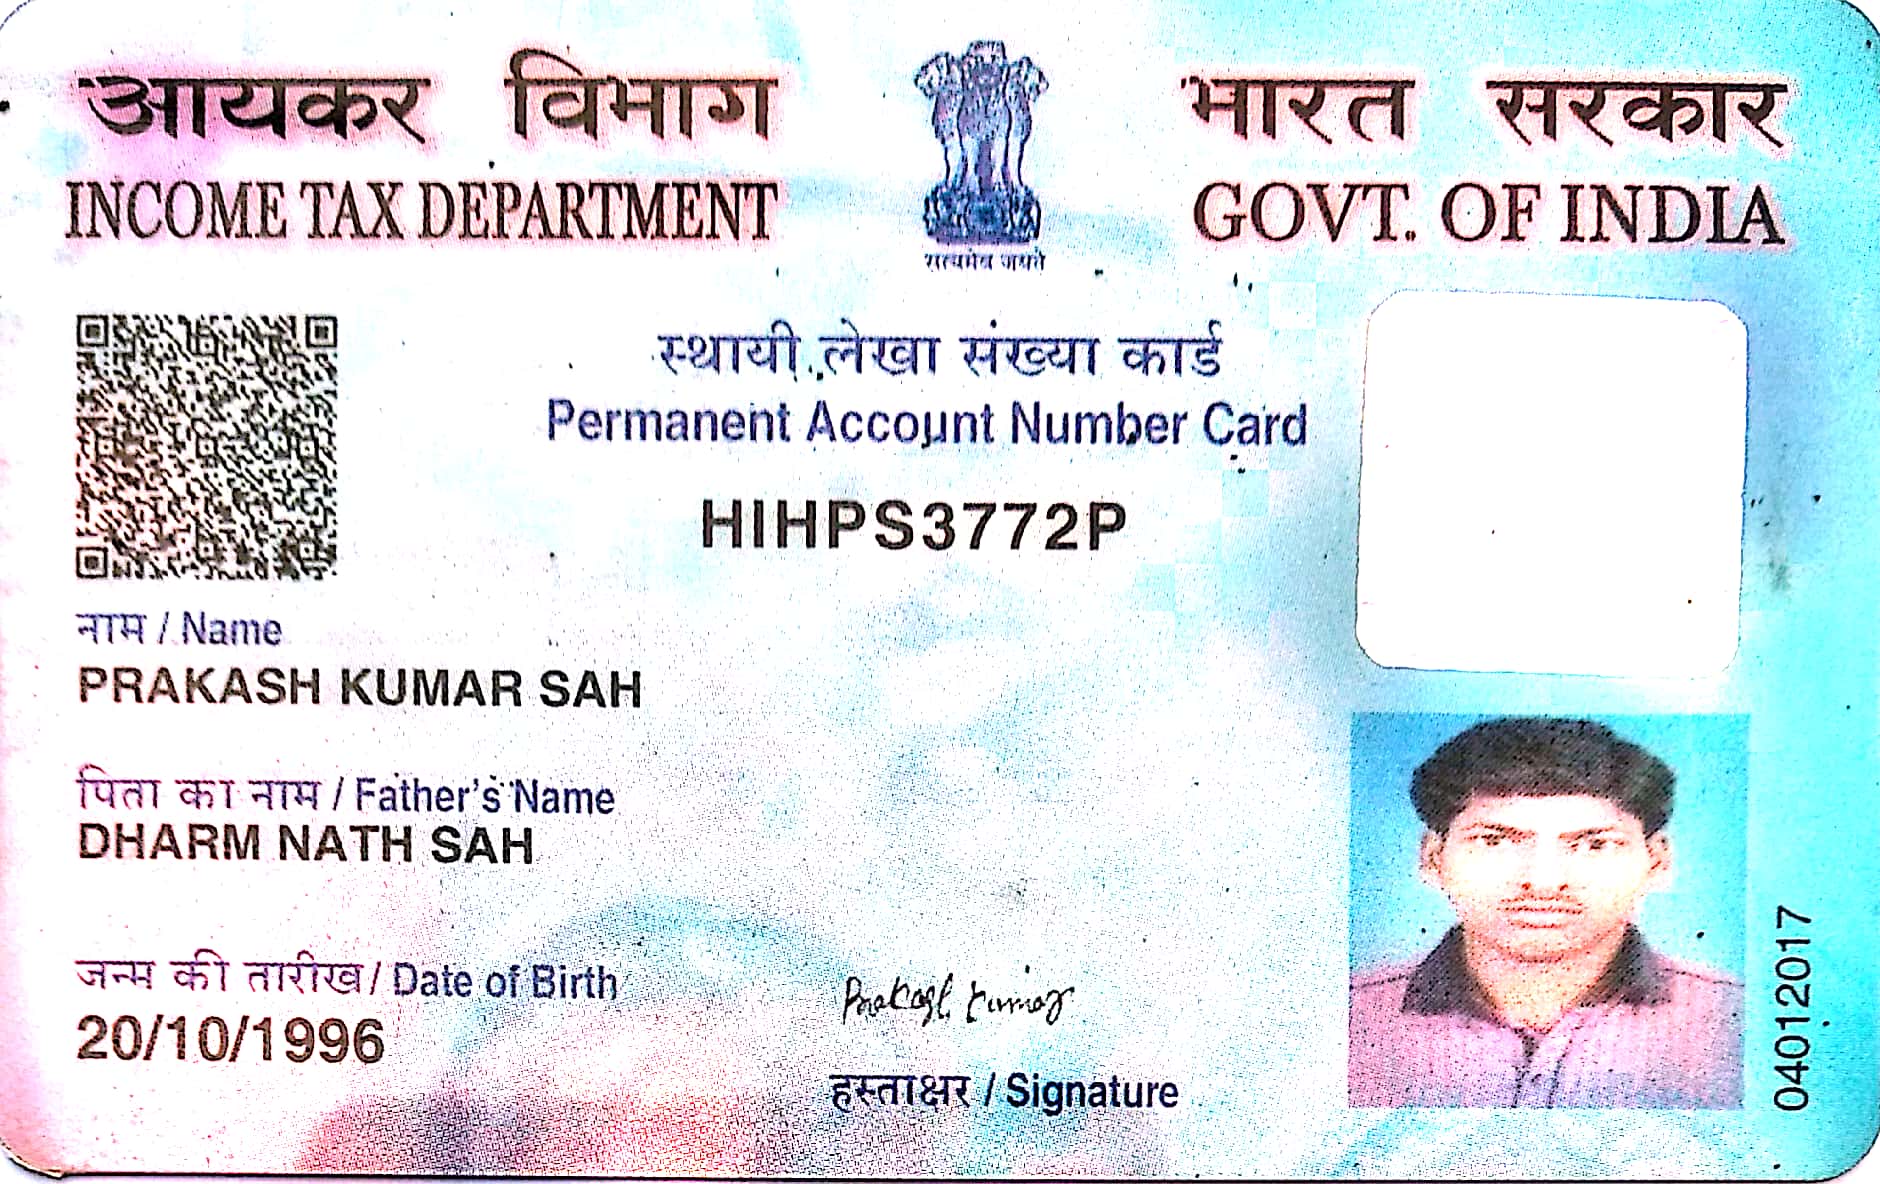 आयकर विभाग
INCOME TAX DEPARTMENT
सत्यमेव जयते
भारत सरकार
GOVT. OF INDIA
स्थायी लेखा संख्या कार्ड
Permanent Account Number Card
HIHPS3772P
नाम / Name
PRAKASH KUMAR SAH
पिता का नाम / Father's Name
DHARM NATH SAH
जन्म की तारीख / Date of Birth
20/10/1996
Prakash Kumar
हस्ताक्षर / Signature
04012017